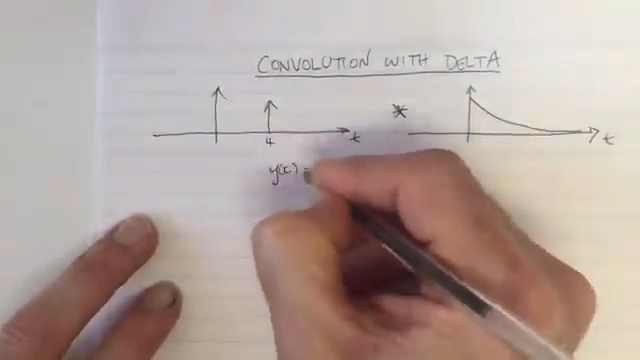 CONVOLUTION WITH DELTA
*
4 t t
y(x) =